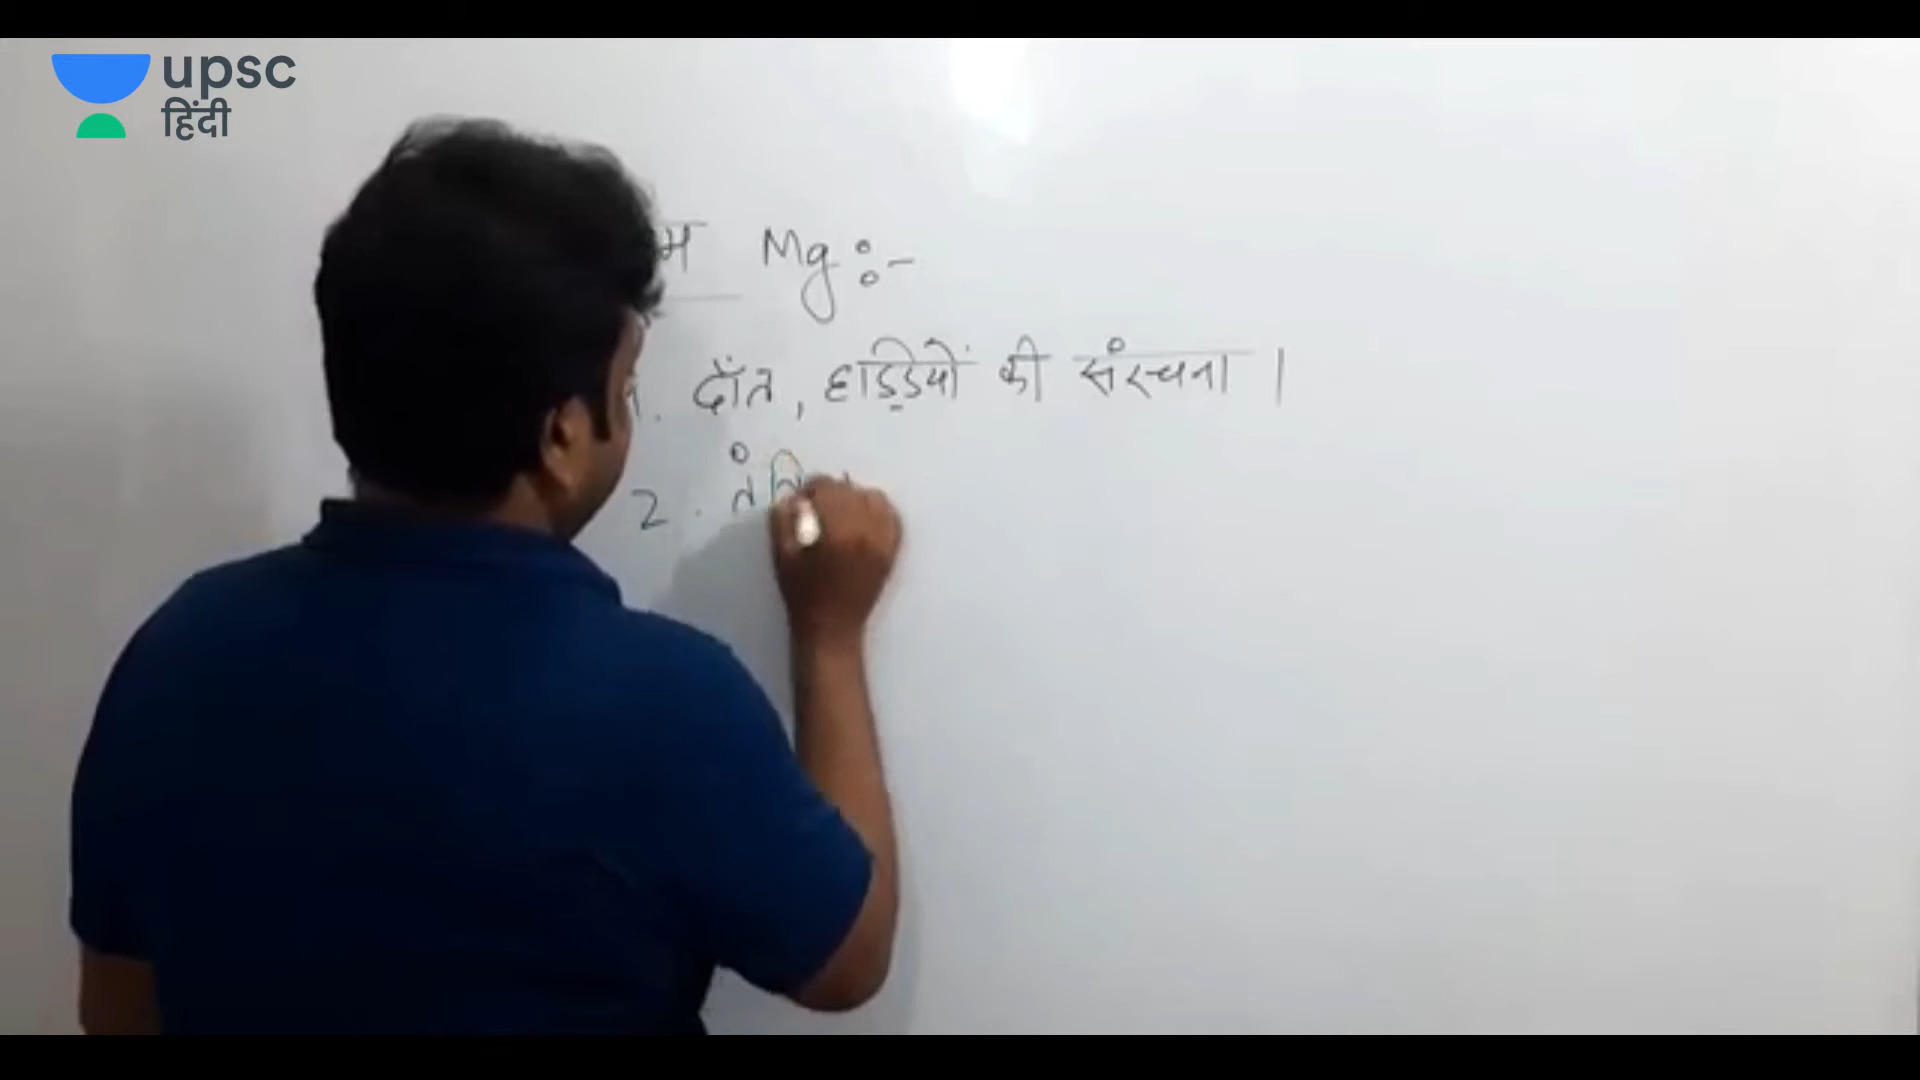 upsc
हिंदी
Mg :-
1. दाँत, हड्डियों की संरचना ।
2.